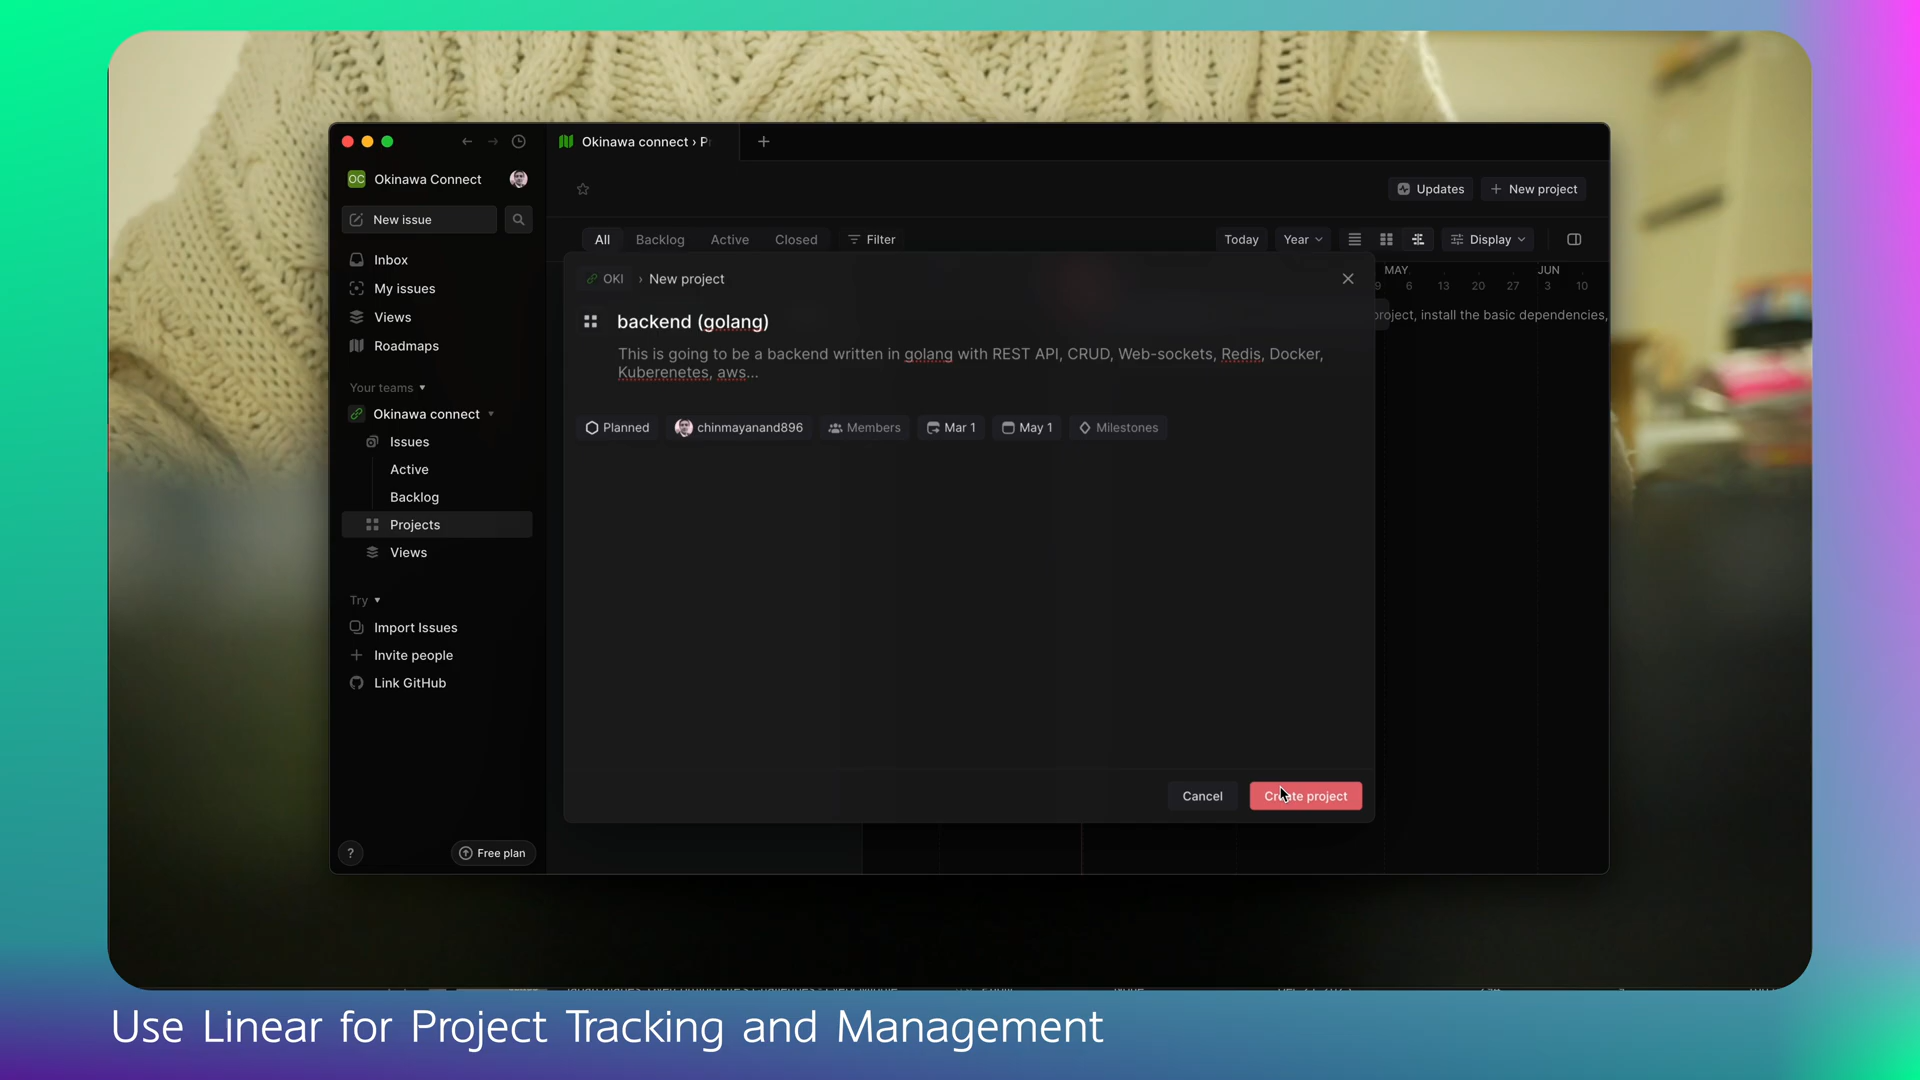 Okinawa connect › P
OC Okinawa Connect
Updates
New project
New issue
All
Backlog
Active
Closed
Filter
Today
Year
Display
Inbox
My issues
Views
Roadmaps
MAY
JUN
9 6 13 20 27 3 10
OKI › New project
roject, install the basic dependencies,
backend (golang)
This is going to be a backend written in golang with REST API, CRUD, Web-sockets, Redis, Docker,
Kuberenetes, aws...
Your teams
Okinawa connect
Issues
Active
Backlog
Projects
Views
Planned
chinmayanand896
Members
Mar 1
May 1
Milestones
Try
Import Issues
Invite people
Link GitHub
Cancel
Create project
?
Free plan
Use Linear for Project Tracking and Management